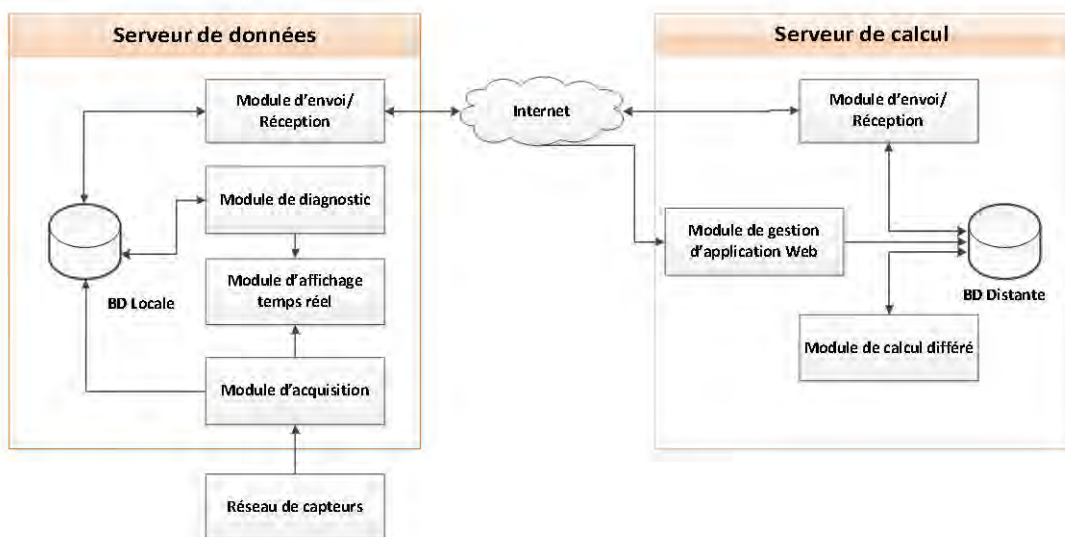 Serveur de données
Module d'envoi/
Réception
Module de diagnostic
Module d'affichage
temps réel
BD Locale
Module d'acquisition
Réseau de capteurs
Internet
Serveur de calcul
Module d'envoi/
Réception
Module de gestion
d'application Web
BD Distante
Module de calcul différé